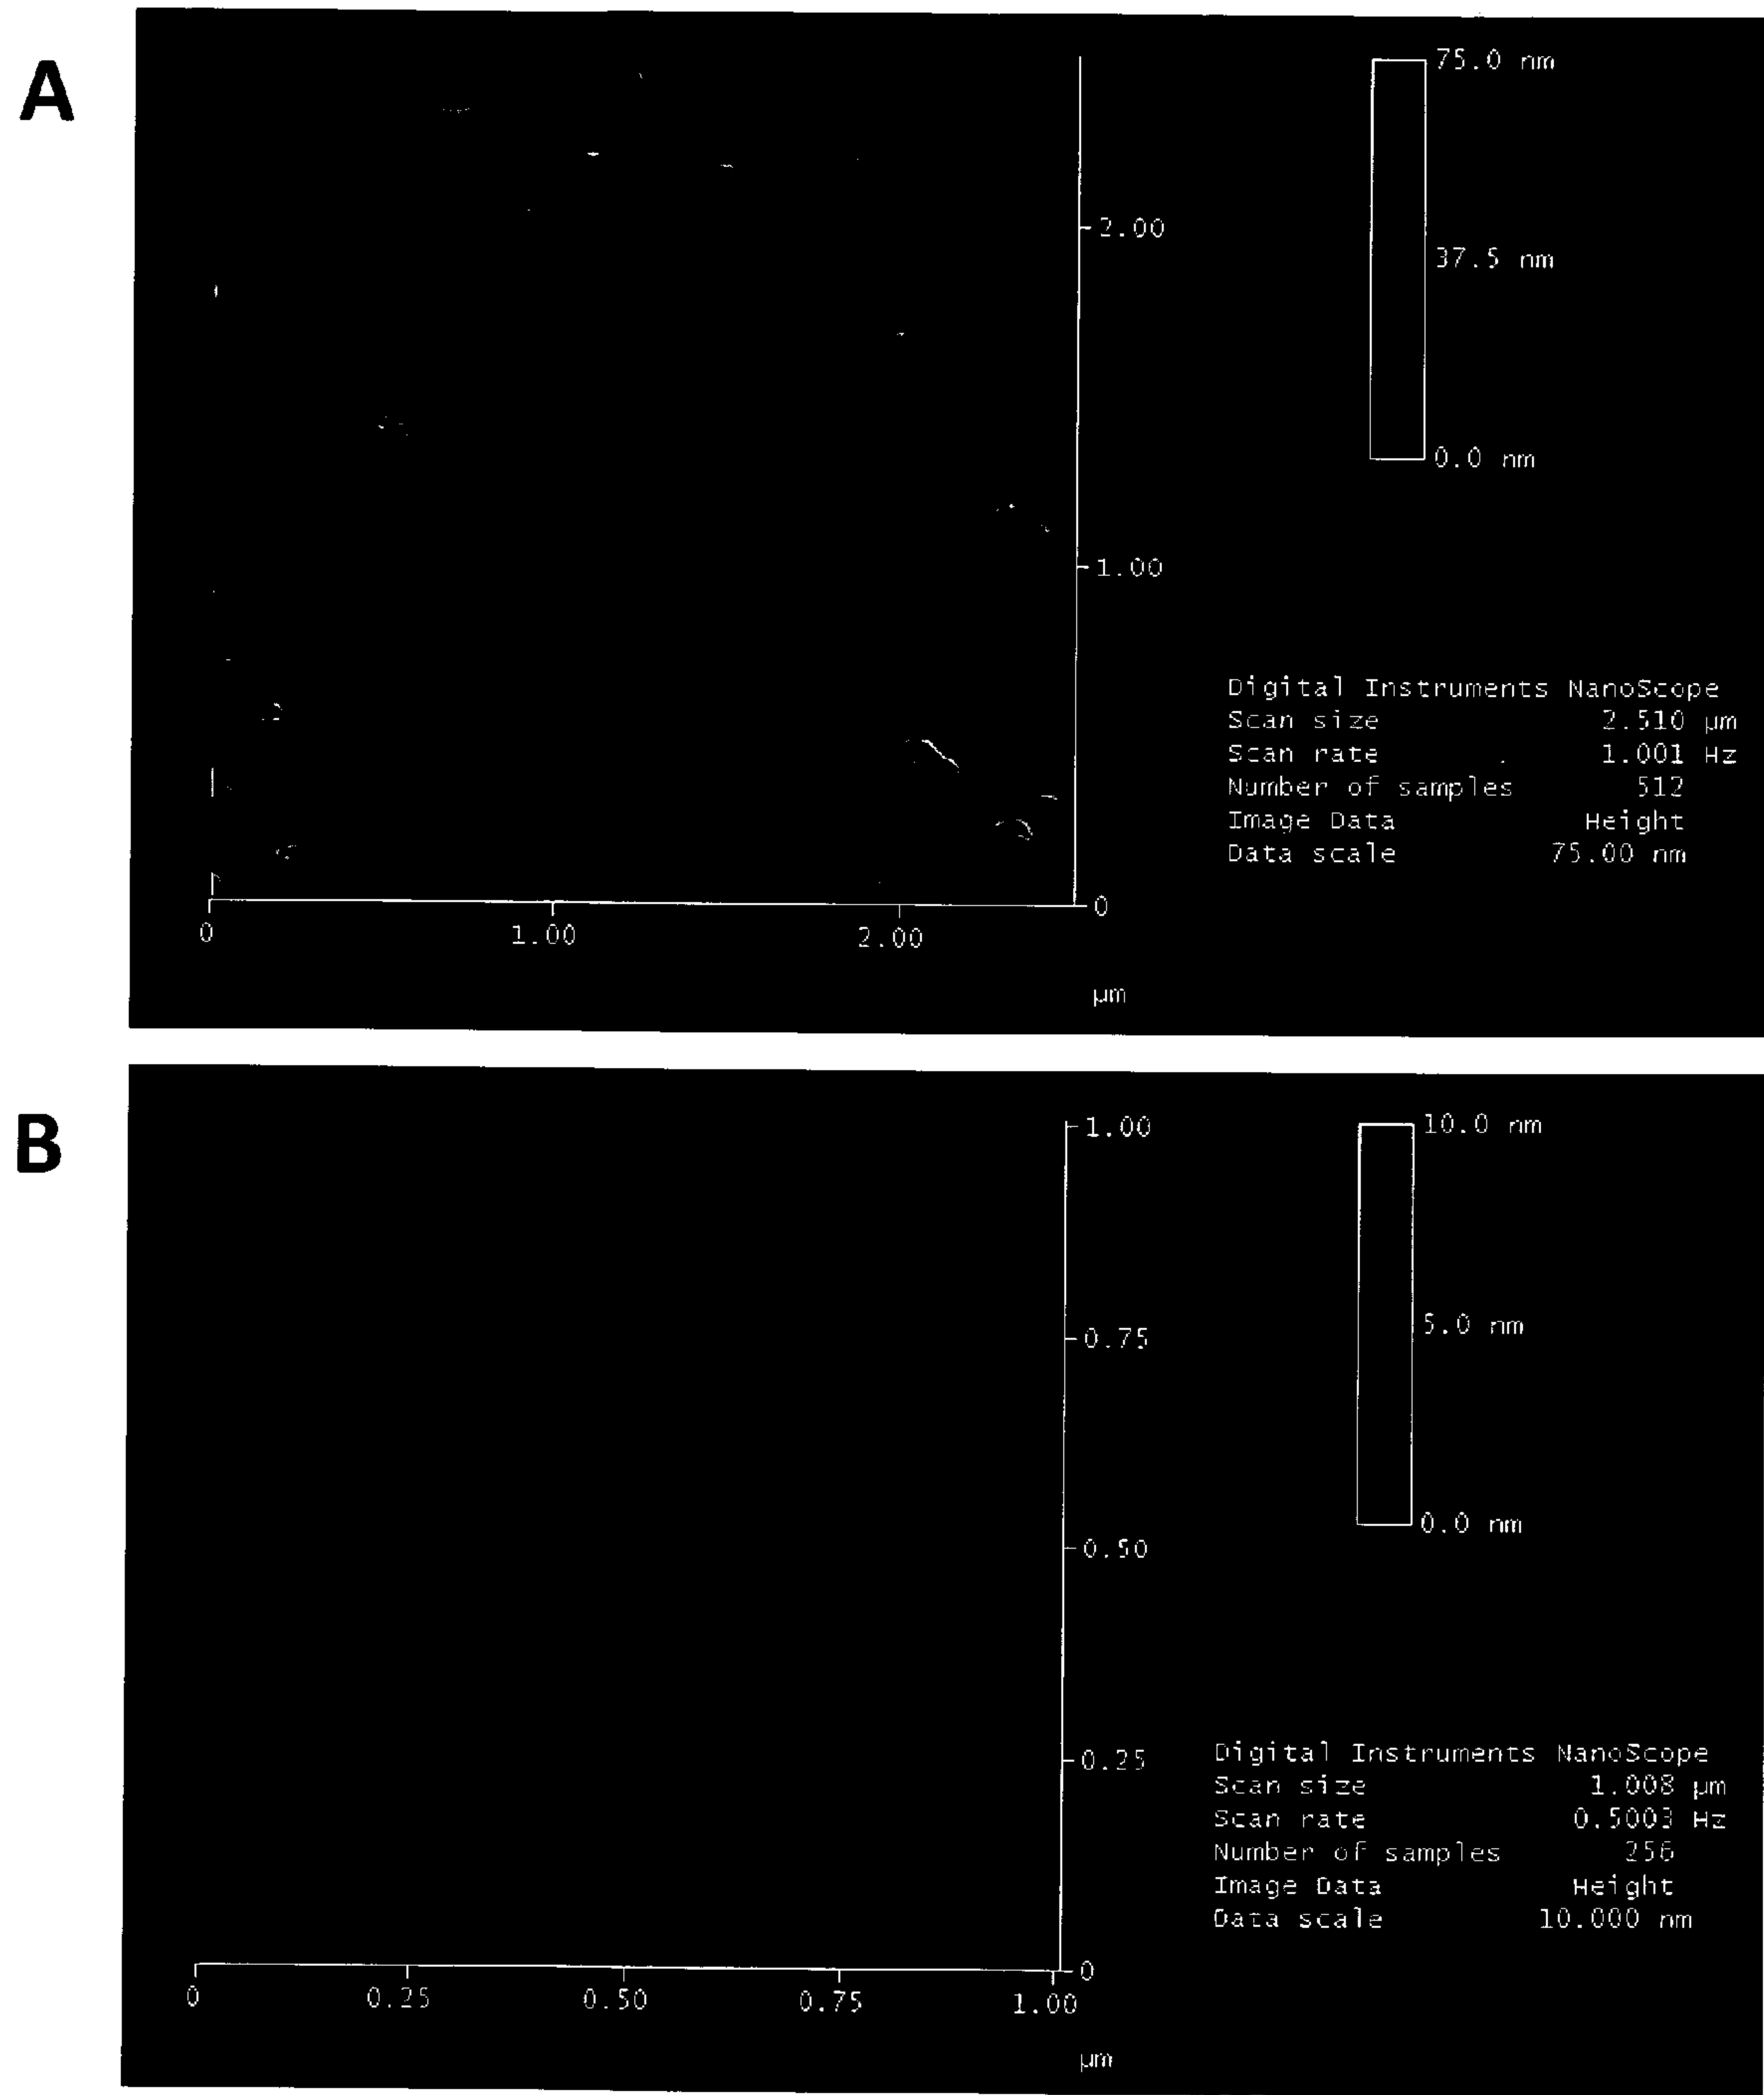 A
75.0 nm
2.00
37.5 nm
0.0 nm
1.00
Digital Instruments NanoScope
Scan size 2.510 µm
Scan rate 1.001 Hz
Number of samples 512
Image Data Height
Data scale 75.00 nm
0
0 1.00 2.00
µm
B
1.00 10.0 nm
0.75 5.0 nm
0.50 0.0 nm
0.25
Digital Instruments NanoScope
Scan size 1.008 µm
Scan rate 0.5003 Hz
Number of samples 256
Image Data Height
Data scale 10.000 nm
0
0 0.25 0.50 0.75 1.00
µm